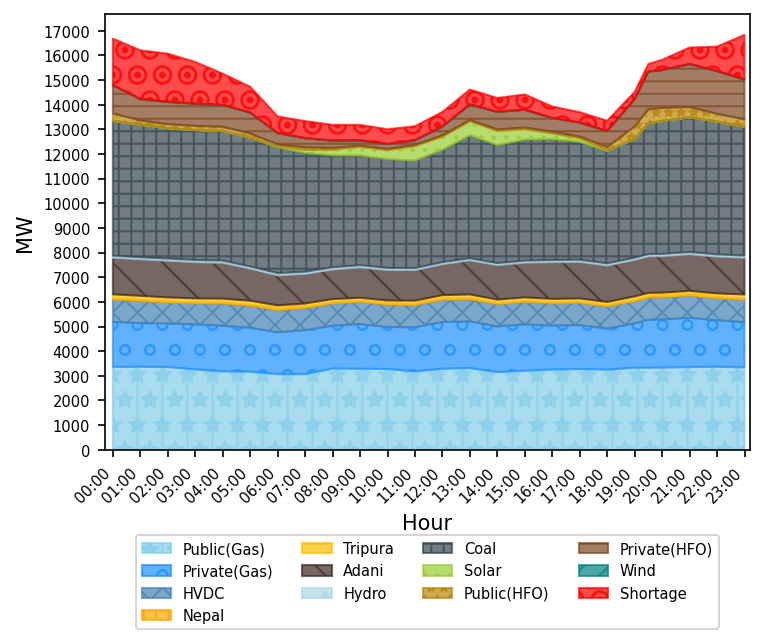 17000
16000
15000
14000
13000
12000
11000
10000
9000
8000
7000
6000
5000
4000
3000
2000
1000
0
MW
00:00 01:00 02:00 03:00 04:00 05:00 06:00 07:00 08:00 09:00 10:00 11:00 12:00 13:00 14:00 15:00 16:00 17:00 18:00 19:00 20:00 21:00 22:00 23:00
Hour
Public(Gas) Tripura Coal Private(HFO)
Private(Gas) Adani Solar Wind
HVDC Hydro Public(HFO) Shortage
Nepal